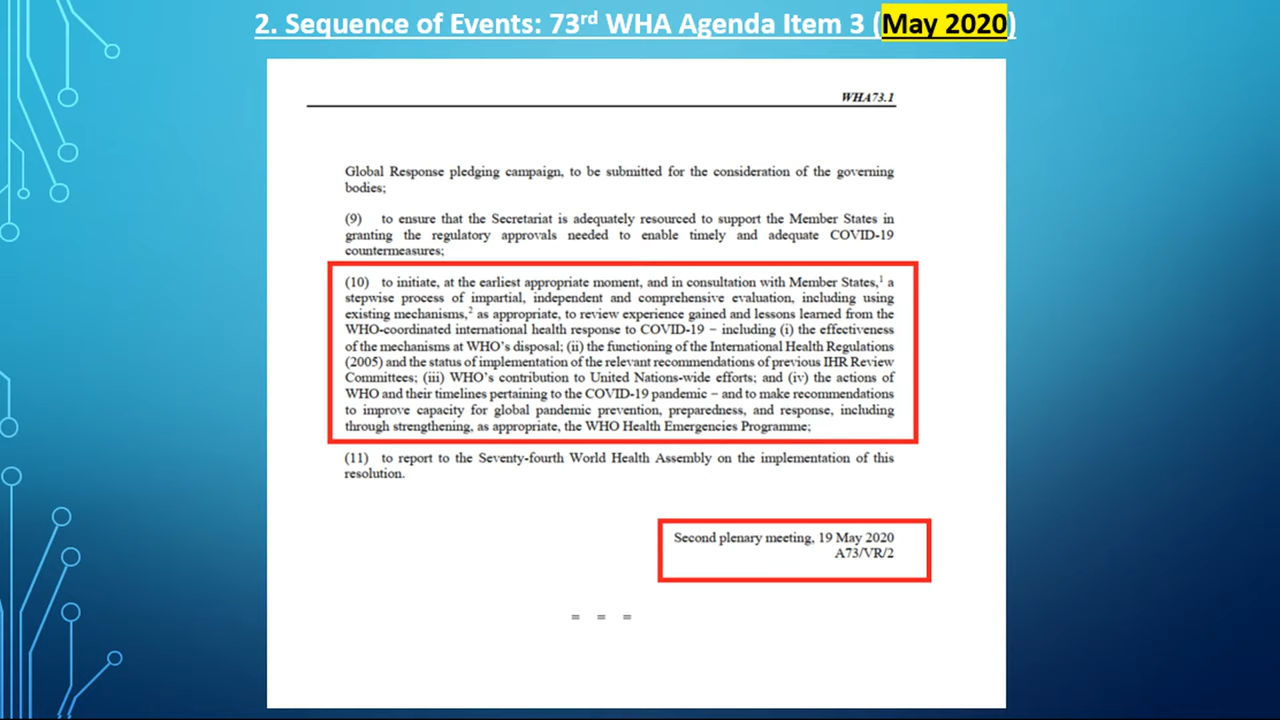 2. Sequence of Events: 73rd WHA Agenda Item 3 (May 2020)
WHA73.1
Global Response pledging campaign, to be submitted for the consideration of the governing
bodies;
(9) to ensure that the Secretariat is adequately resourced to support the Member States in
granting the regulatory approvals needed to enable timely and adequate COVID-19
countermeasures;
(10) to initiate, at the earliest appropriate moment, and in consultation with Member States,1 a
stepwise process of impartial, independent and comprehensive evaluation, including using
existing mechanisms,2 as appropriate, to review experience gained and lessons learned from the
WHO-coordinated international health response to COVID-19 – including (i) the effectiveness
of the mechanisms at WHO's disposal; (ii) the functioning of the International Health Regulations
(2005) and the status of implementation of the relevant recommendations of previous IHR Review
Committees; (iii) WHO's contribution to United Nations-wide efforts; and (iv) the actions of
WHO and their timelines pertaining to the COVID-19 pandemic – and to make recommendations
to improve capacity for global pandemic prevention, preparedness, and response, including
through strengthening, as appropriate, the WHO Health Emergencies Programme;
(11) to report to the Seventy-fourth World Health Assembly on the implementation of this
resolution.
Second plenary meeting, 19 May 2020
A73/VR/2
= = =